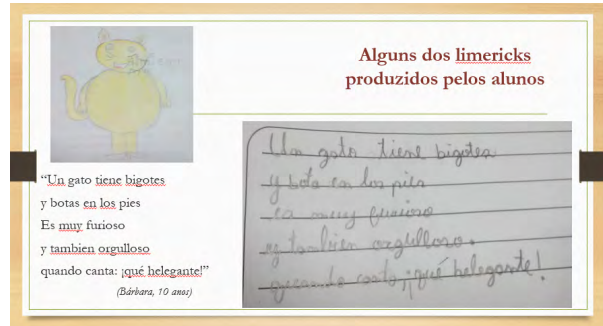 Alguns dos limericks
produzidos pelos alunos
“Un gato tiene bigotes
y botas en los pies
Es muy furioso
y tambien orgulloso
quando canta: ¡qué helegante!”
(Bárbara, 10 anos)
Un gato tiene bigotes
y bota en los pies
es muy furioso
y tambien orgulloso.
quando canta, ¡qué helegante!